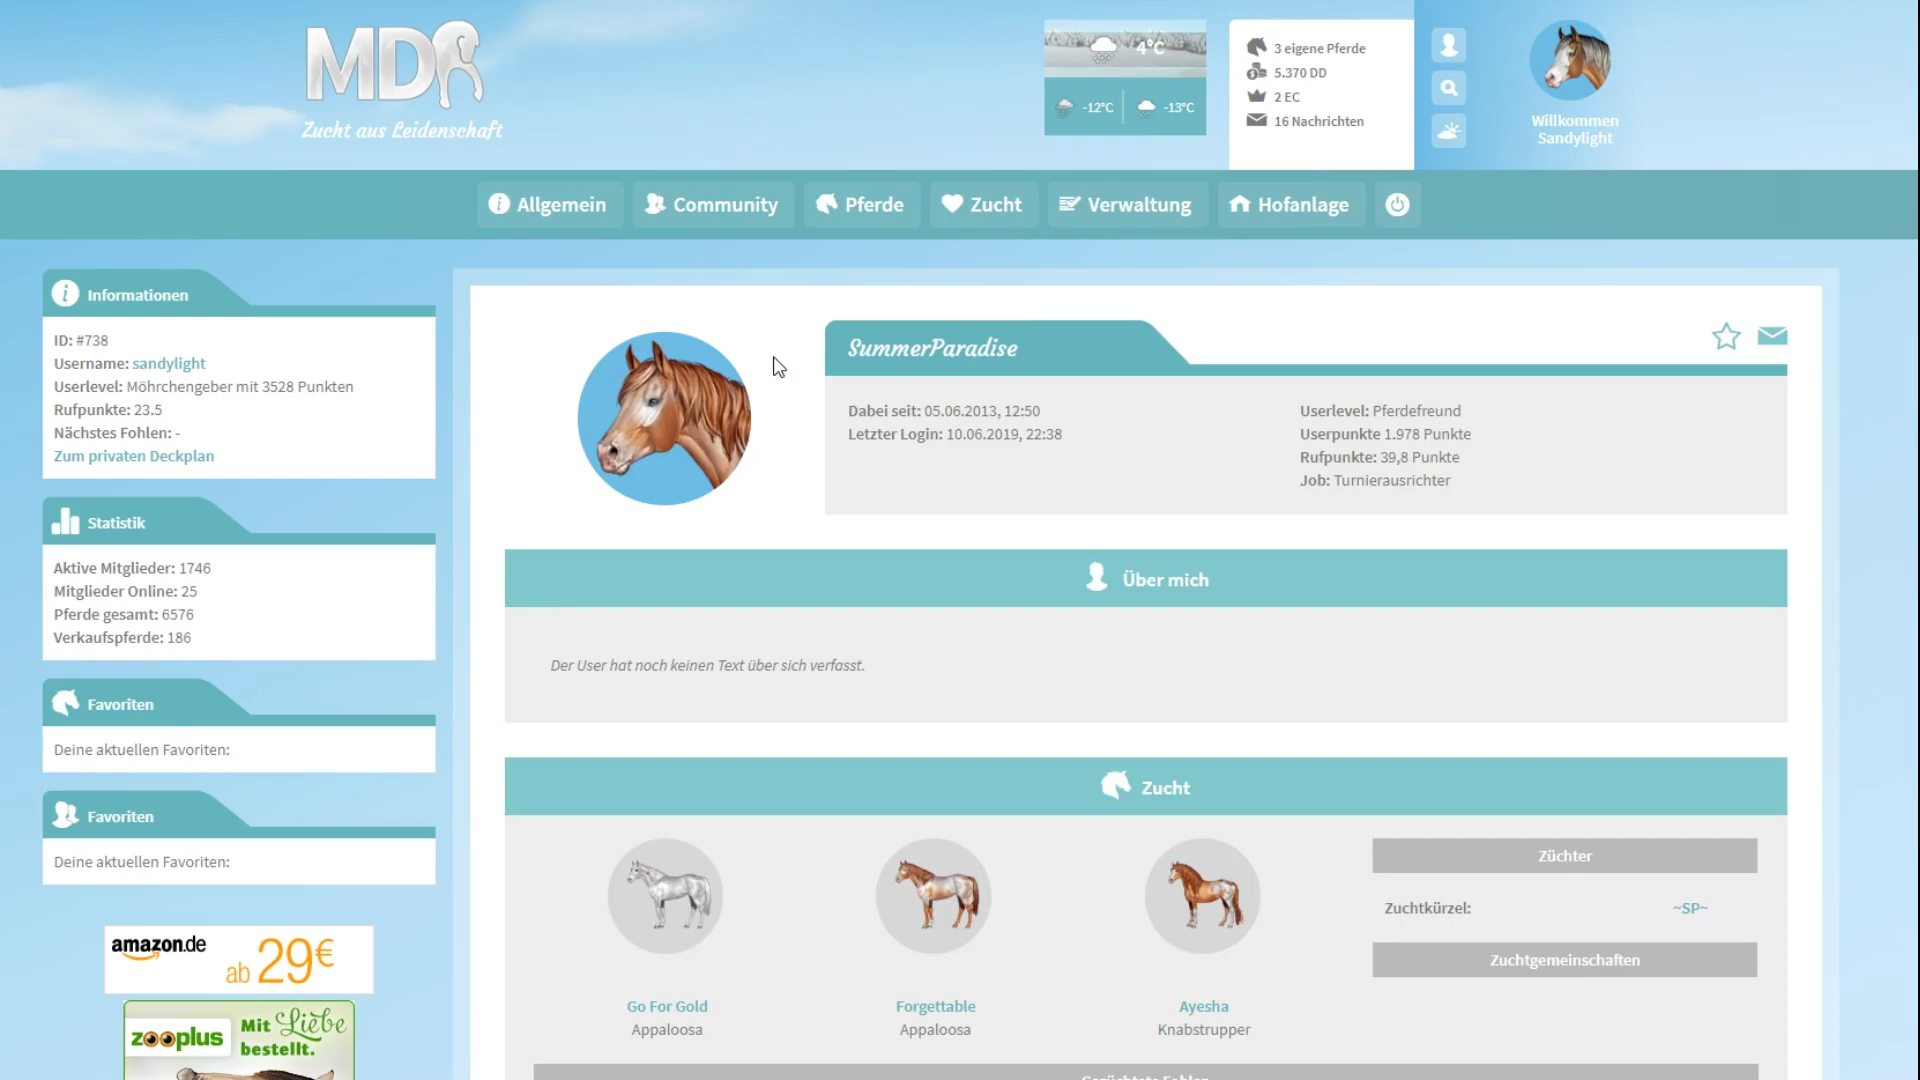 MD
Zucht aus Leidenschaft
4°C
-12°C
-13°C
3 eigene Pferde
5.370 DD
2 EC
16 Nachrichten
Willkommen
Sandylight
Allgemein
Community
Pferde
Zucht
Verwaltung
Hofanlage
Informationen
ID: #738
Username: sandylight
Userlevel: Möhrchengeber mit 3528 Punkten
Rufpunkte: 23.5
Nächstes Fohlen: -
Zum privaten Deckplan
Statistik
Aktive Mitglieder: 1746
Mitglieder Online: 25
Pferde gesamt: 6576
Verkaufspferde: 186
Favoriten
Deine aktuellen Favoriten:
Favoriten
Deine aktuellen Favoriten:
amazon.de
ab 29€
zooplus
Mit Liebe
bestellt.
SummerParadise
Dabei seit: 05.06.2013, 12:50
Letzter Login: 10.06.2019, 22:38
Userlevel: Pferdefreund
Userpunkte 1.978 Punkte
Rufpunkte: 39,8 Punkte
Job: Turnierausrichter
Über mich
Der User hat noch keinen Text über sich verfasst.
Zucht
Go For Gold
Appaloosa
Forgettable
Appaloosa
Ayesha
Knabstrupper
Züchter
Zuchtkürzel:
~SP~
Zuchtgemeinschaften